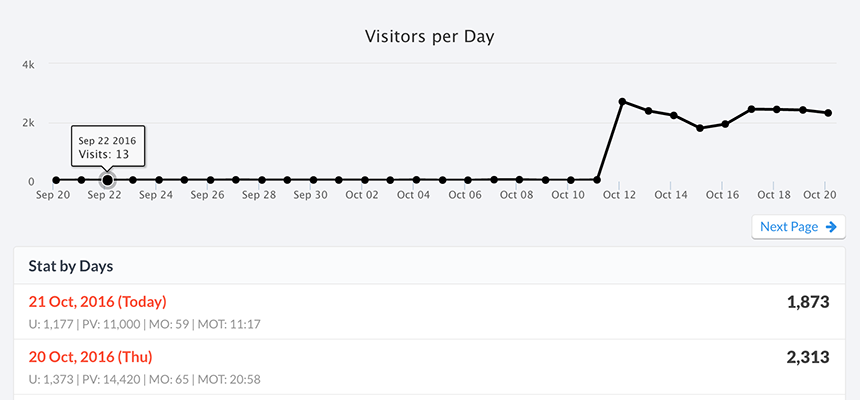 Visitors per Day
4k
2k
0
Sep 22 2016
Visits: 13
Sep 20 Sep 22 Sep 24 Sep 26 Sep 28 Sep 30 Oct 02 Oct 04 Oct 06 Oct 08 Oct 10 Oct 12 Oct 14 Oct 16 Oct 18 Oct 20
Next Page
Stat by Days
21 Oct, 2016 (Today) 1,873
U: 1,177 | PV: 11,000 | MO: 59 | MOT: 11:17
20 Oct, 2016 (Thu) 2,313
U: 1,373 | PV: 14,420 | MO: 65 | MOT: 20:58